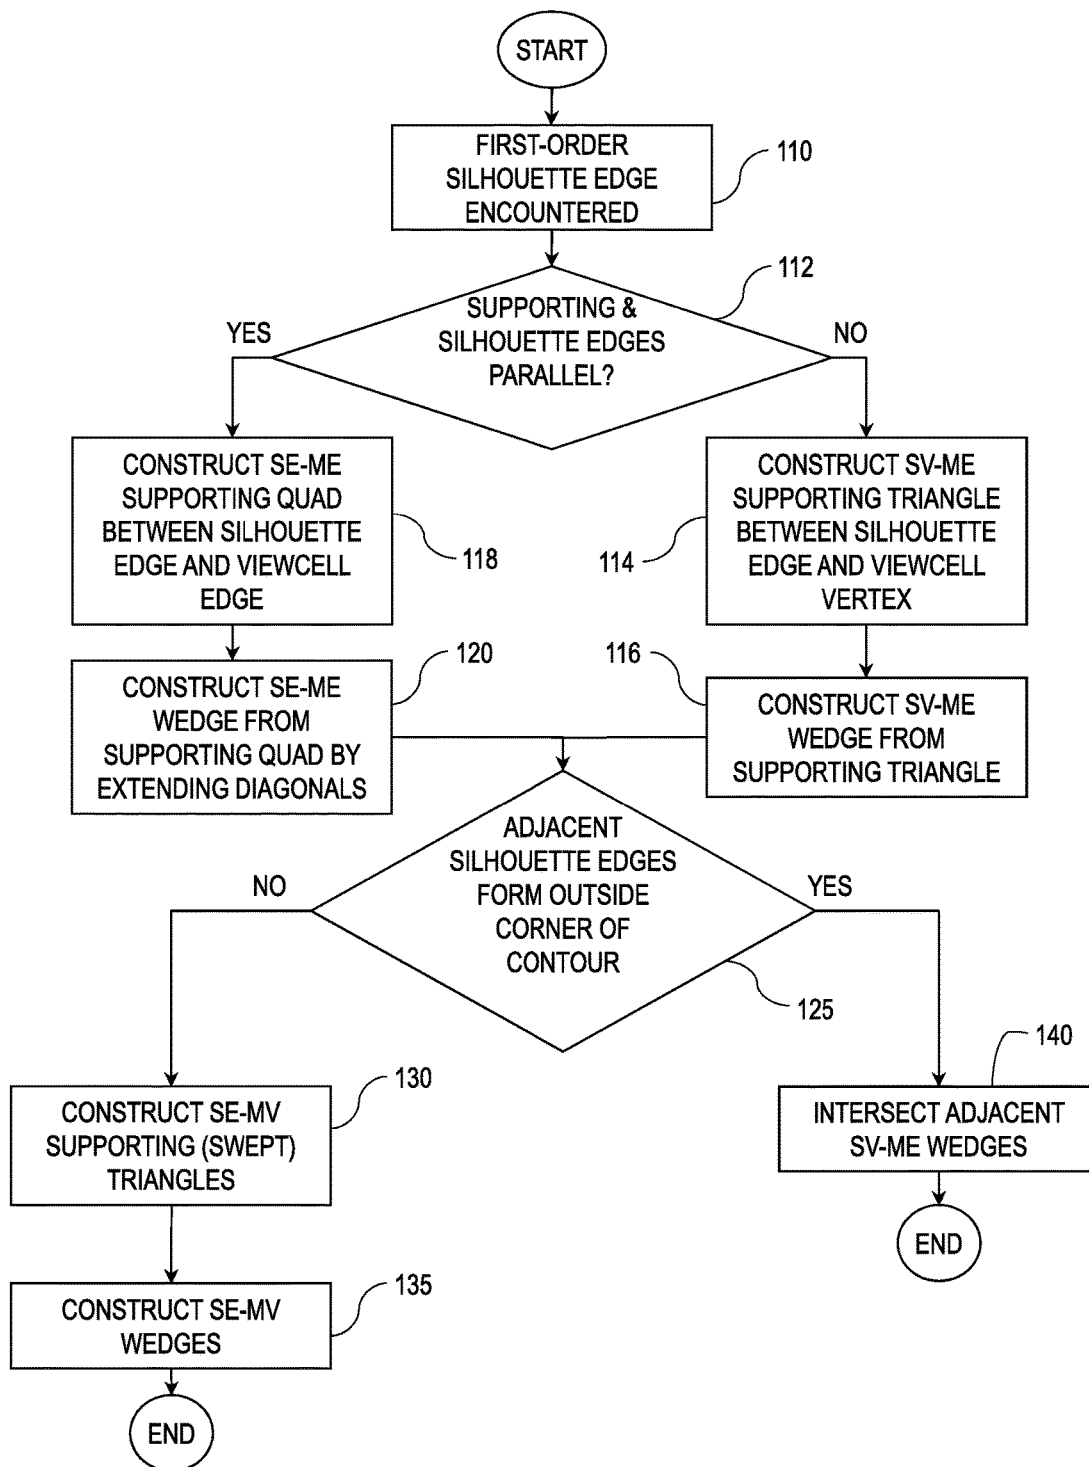 START
FIRST-ORDER
SILHOUETTE EDGE
ENCOUNTERED
110
SUPPORTING &
SILHOUETTE EDGES
PARALLEL?
112
YES
NO
CONSTRUCT SE-ME
SUPPORTING QUAD
BETWEEN SILHOUETTE
EDGE AND VIEWCELL
EDGE
118
CONSTRUCT SV-ME
SUPPORTING TRIANGLE
BETWEEN SILHOUETTE
EDGE AND VIEWCELL
VERTEX
114
CONSTRUCT SE-ME
WEDGE FROM
SUPPORTING QUAD BY
EXTENDING DIAGONALS
120
CONSTRUCT SV-ME
WEDGE FROM
SUPPORTING TRIANGLE
116
ADJACENT
SILHOUETTE EDGES
FORM OUTSIDE
CORNER OF
CONTOUR
125
NO
YES
CONSTRUCT SE-MV
SUPPORTING (SWEPT)
TRIANGLES
130
INTERSECT ADJACENT
SV-ME WEDGES
140
END
CONSTRUCT SE-MV
WEDGES
135
END